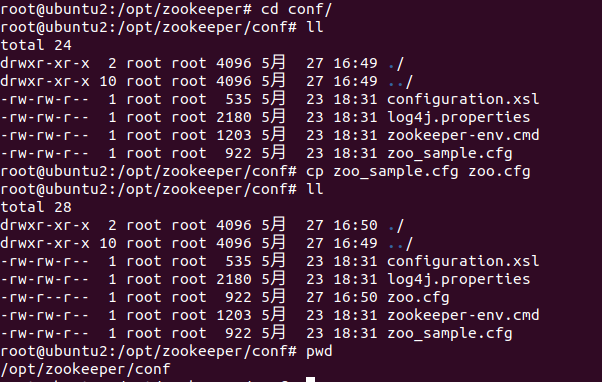 root@ubuntu2:/opt/zookeeper# cd conf/
root@ubuntu2:/opt/zookeeper/conf# ll
total 24
drwxr-xr-x  2 root root 4096 5月  27 16:49 ./
drwxr-xr-x 10 root root 4096 5月  27 16:49 ../
-rw-rw-r--  1 root root  535 5月  23 18:31 configuration.xsl
-rw-rw-r--  1 root root 2180 5月  23 18:31 log4j.properties
-rw-rw-r--  1 root root 1203 5月  23 18:31 zookeeper-env.cmd
-rw-rw-r--  1 root root  922 5月  23 18:31 zoo_sample.cfg
root@ubuntu2:/opt/zookeeper/conf# cp zoo_sample.cfg zoo.cfg
root@ubuntu2:/opt/zookeeper/conf# ll
total 28
drwxr-xr-x  2 root root 4096 5月  27 16:50 ./
drwxr-xr-x 10 root root 4096 5月  27 16:49 ../
-rw-rw-r--  1 root root  535 5月  23 18:31 configuration.xsl
-rw-rw-r--  1 root root 2180 5月  23 18:31 log4j.properties
-rw-r--r--  1 root root  922 5月  27 16:50 zoo.cfg
-rw-rw-r--  1 root root 1203 5月  23 18:31 zookeeper-env.cmd
-rw-rw-r--  1 root root  922 5月  23 18:31 zoo_sample.cfg
root@ubuntu2:/opt/zookeeper/conf# pwd
/opt/zookeeper/conf
root@ubuntu2:/opt/zookeeper/conf#